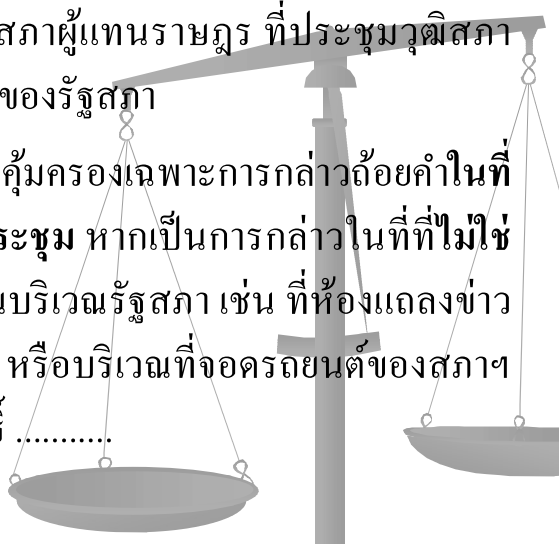 สภาผู้แทนราษฎร ที่ประชุมวุฒิสภา
ของรัฐสภา
คุ้มครองเฉพาะการกล่าวถ้อยคำในที่
ระชุม หากเป็นการกล่าวในที่ที่ไม่ใช่
นบริเวณรัฐสภา เช่น ที่ห้องแถลงข่าว
หรือบริเวณที่จอดรถยนต์ของสภาฯ
...........